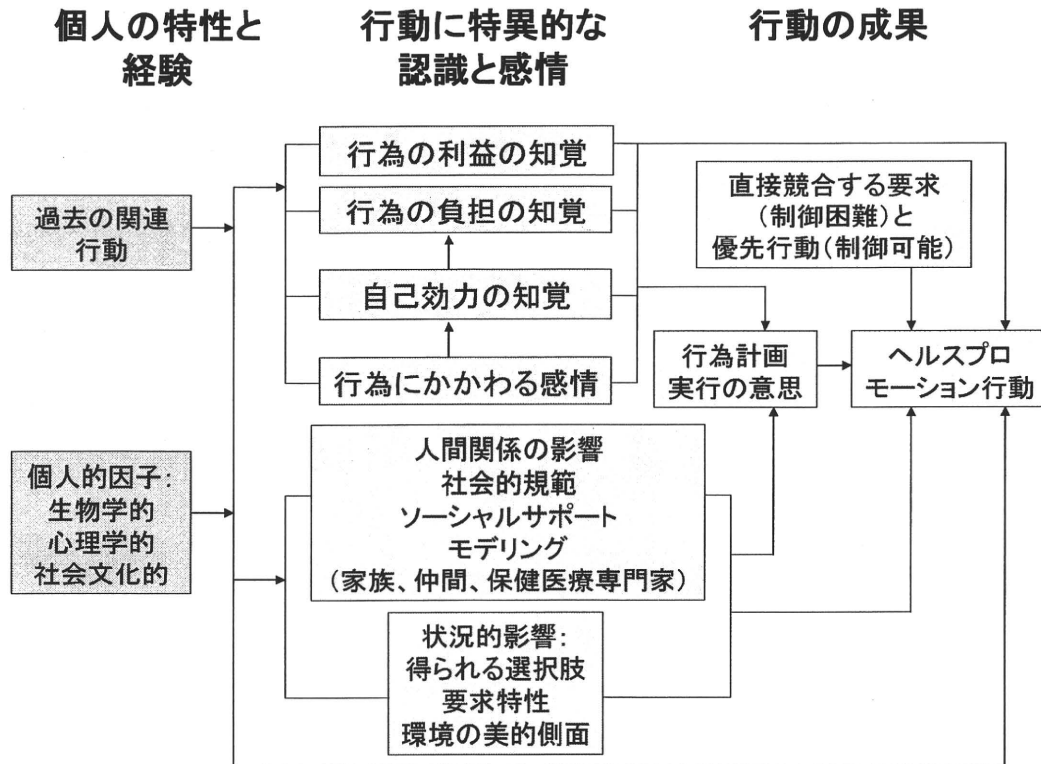 個人の特性と
経験
行動に特異的な
認識と感情
行動の成果
過去の関連
行動
個人的因子：
生物学的
心理学的
社会文化的
行為の利益の知覚
行為の負担の知覚
自己効力の知覚
行為にかかわる感情
人間関係の影響
社会的規範
ソーシャルサポート
モデリング
（家族、仲間、保健医療専門家）
状況的影響：
得られる選択肢
要求特性
環境の美的側面
直接競合する要求
（制御困難）と
優先行動（制御可能）
行為計画
実行の意思
ヘルスプロ
モーション行動